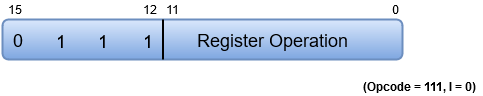 15 12 11 0
0 1 1 1 Register Operation
(Opcode = 111, I = 0)